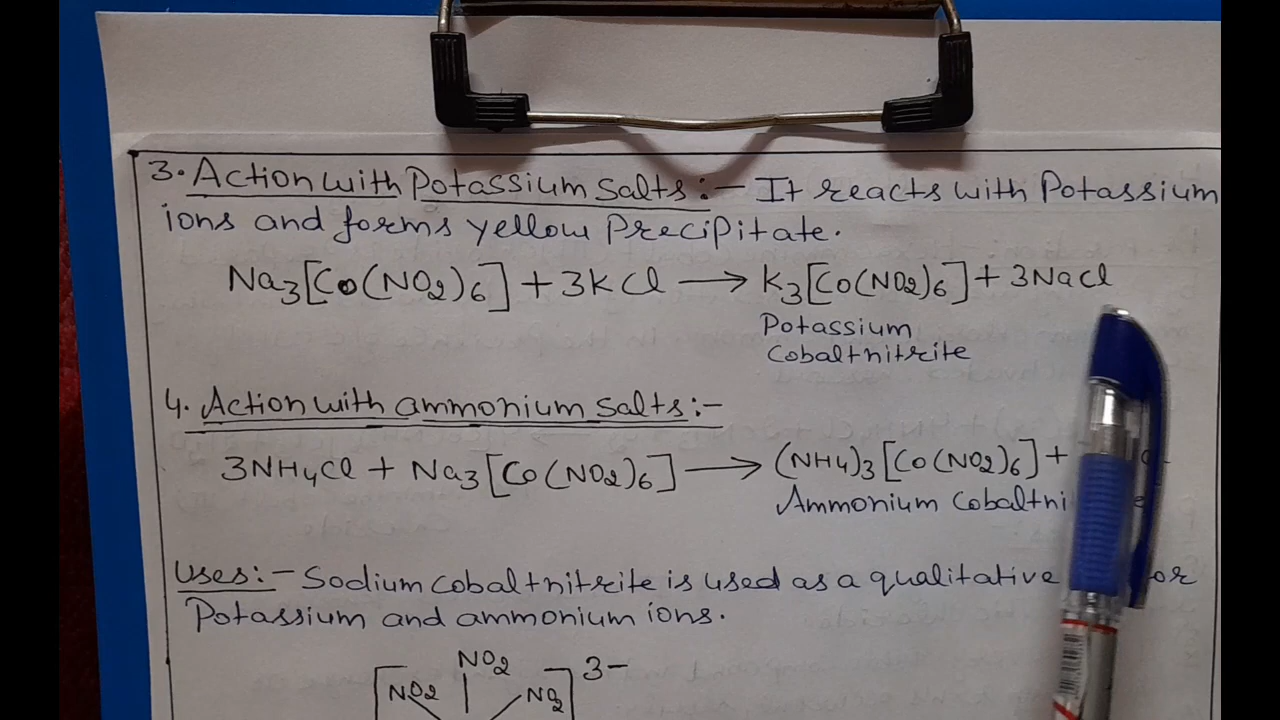 3. Action with Potassium Salts:- It reacts with Potassium
ions and forms yellow Precipitate.
Na3[Co(NO2)6] + 3KCl → K3[Co(NO2)6] + 3NaCl
Potassium
Cobaltnitrite
4. Action with ammonium salts:-
3NH4Cl + Na3[Co(NO2)6] → (NH4)3[Co(NO2)6] +
Ammonium Cobaltni
Uses:- Sodium cobaltnitrite is used as a qualitative
Potassium and ammonium ions.
NO2
NO2 NO2 3-